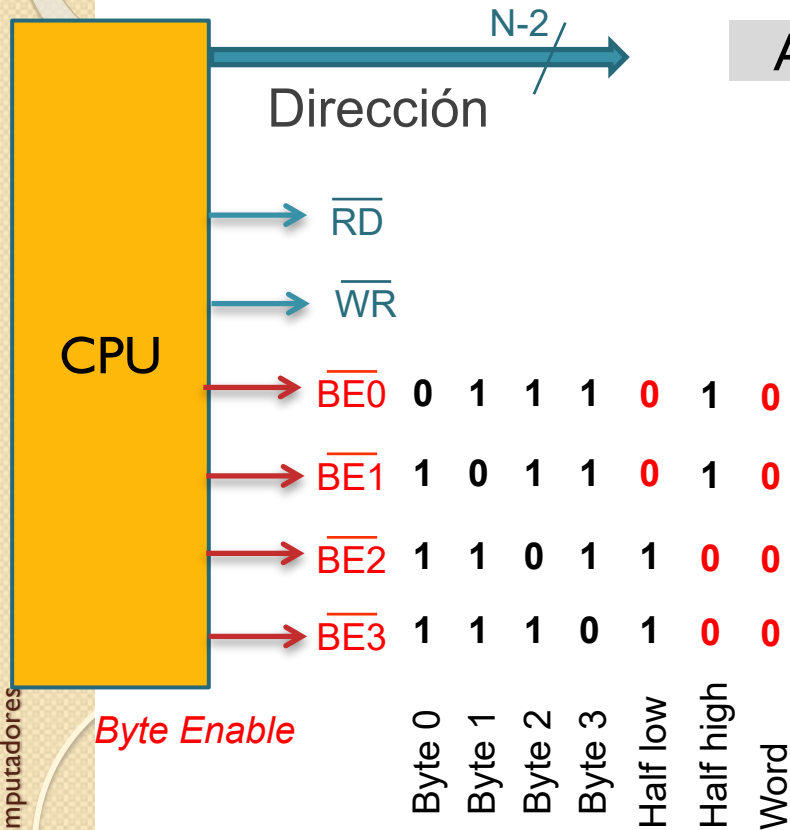 N-2
A
Dirección
RD
WR
CPU
BE0 0 1 1 1 0 1 0
BE1 1 0 1 1 0 1 0
BE2 1 1 0 1 1 0 0
BE3 1 1 1 0 1 0 0
Byte Enable
Byte 0
Byte 1
Byte 2
Byte 3
Half low
Half high
Word
mputadores